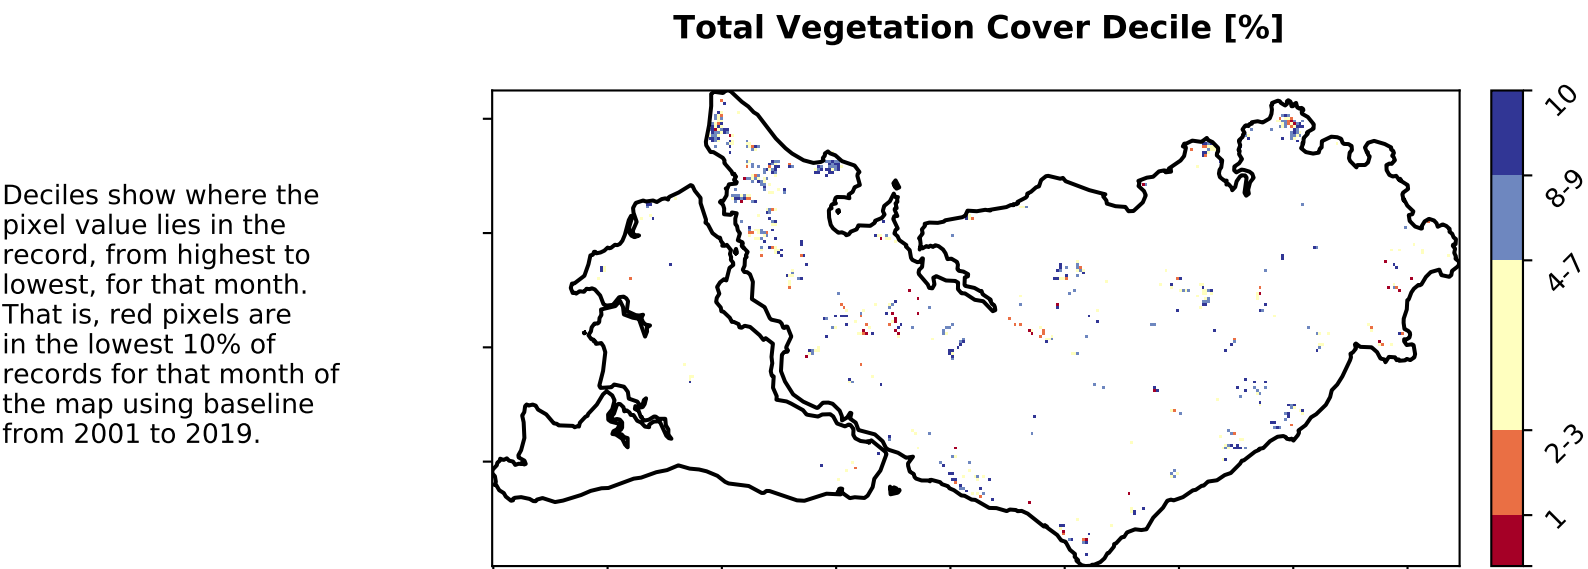 Total Vegetation Cover Decile [%]
Deciles show where the
pixel value lies in the
record, from highest to
lowest, for that month.
That is, red pixels are
in the lowest 10% of
records for that month of
the map using baseline
from 2001 to 2019.
10
8-9
4-7
2-3
1